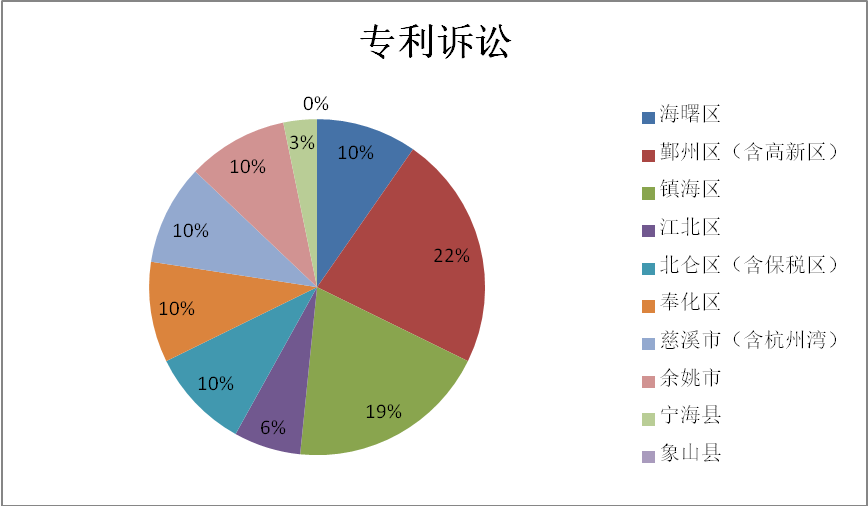 专利诉讼
0%
10%
22%
19%
6%
10%
10%
10%
10%
3%
海曙区
鄞州区（含高新区）
镇海区
江北区
北仑区（含保税区）
奉化区
慈溪市（含杭州湾）
余姚市
宁海县
象山县